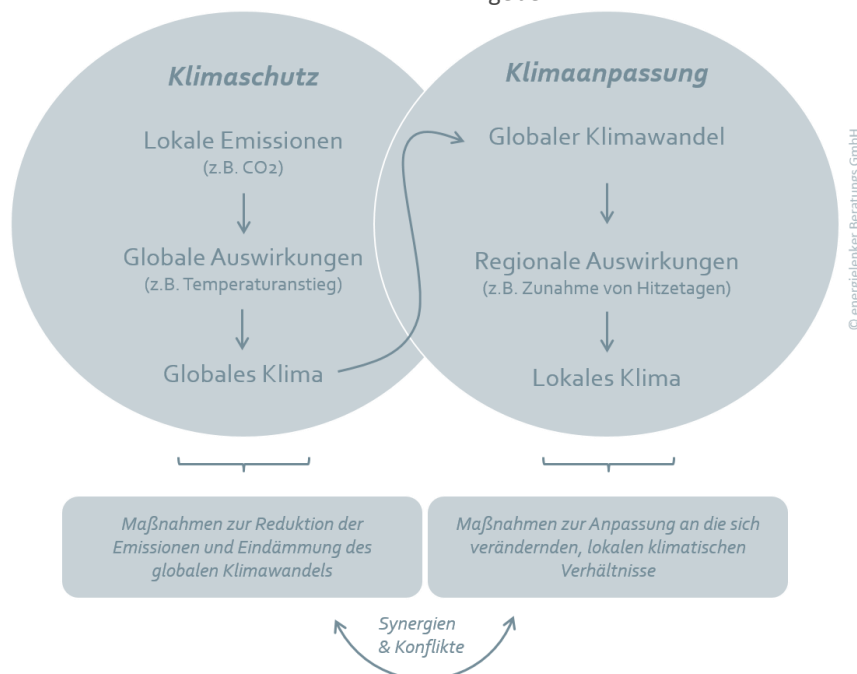 Klimaschutz
Lokale Emissionen
(z.B. CO2)
Globale Auswirkungen
(z.B. Temperaturanstieg)
Globales Klima
Klimaanpassung
Globaler Klimawandel
Regionale Auswirkungen
(z.B. Zunahme von Hitzetagen)
Lokales Klima
Maßnahmen zur Reduktion der
Emissionen und Eindämmung des
globalen Klimawandels
Maßnahmen zur Anpassung an die sich
verändernden, lokalen klimatischen
Verhältnisse
Synergien
& Konflikte
© energielenker Beratungs GmbH